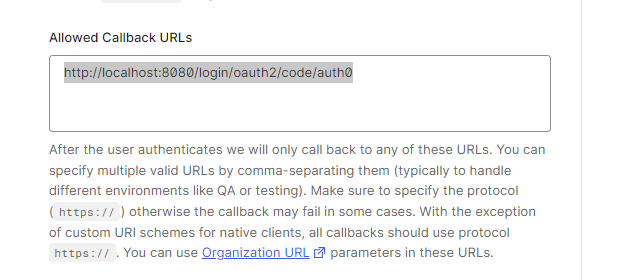 Allowed Callback URLs
http://localhost:8080/login/oauth2/code/auth0
After the user authenticates we will only call back to any of these URLs. You can
specify multiple valid URLs by comma-separating them (typically to handle
different environments like QA or testing). Make sure to specify the protocol
( https:// ) otherwise the callback may fail in some cases. With the exception
of custom URI schemes for native clients, all callbacks should use protocol
https:// . You can use Organization URL parameters in these URLs.